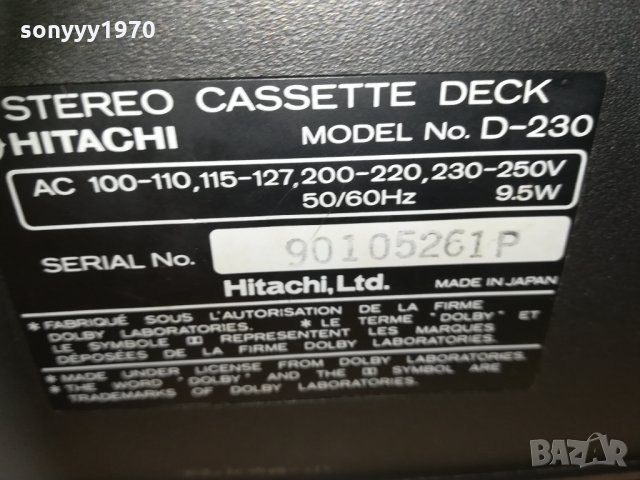 sonyyy1970
STEREO CASSETTE DECK
HITACHI MODEL No. D-230
AC 100-110,115-127,200-220,230-250V
50/60Hz 9.5W
SERIAL No. 90105261P
Hitachi,Ltd. MADE IN JAPAN
* FABRIQUÉ SOUS L'AUTORISATION DE LA FIRME
DOLBY LABORATORIES. * LE TERME "DOLBY" ET
LE SYMBOLE REPRESENTENT LES MARQUES
DÉPOSÉES DE LA FIRME DOLBY LABORATORIES.
* MADE UNDER LICENSE FROM DOLBY LABORATORIES.
* THE WORD "DOLBY" AND THE SYMBOL ARE
TRADEMARKS OF DOLBY LABORATORIES.
BAZAR